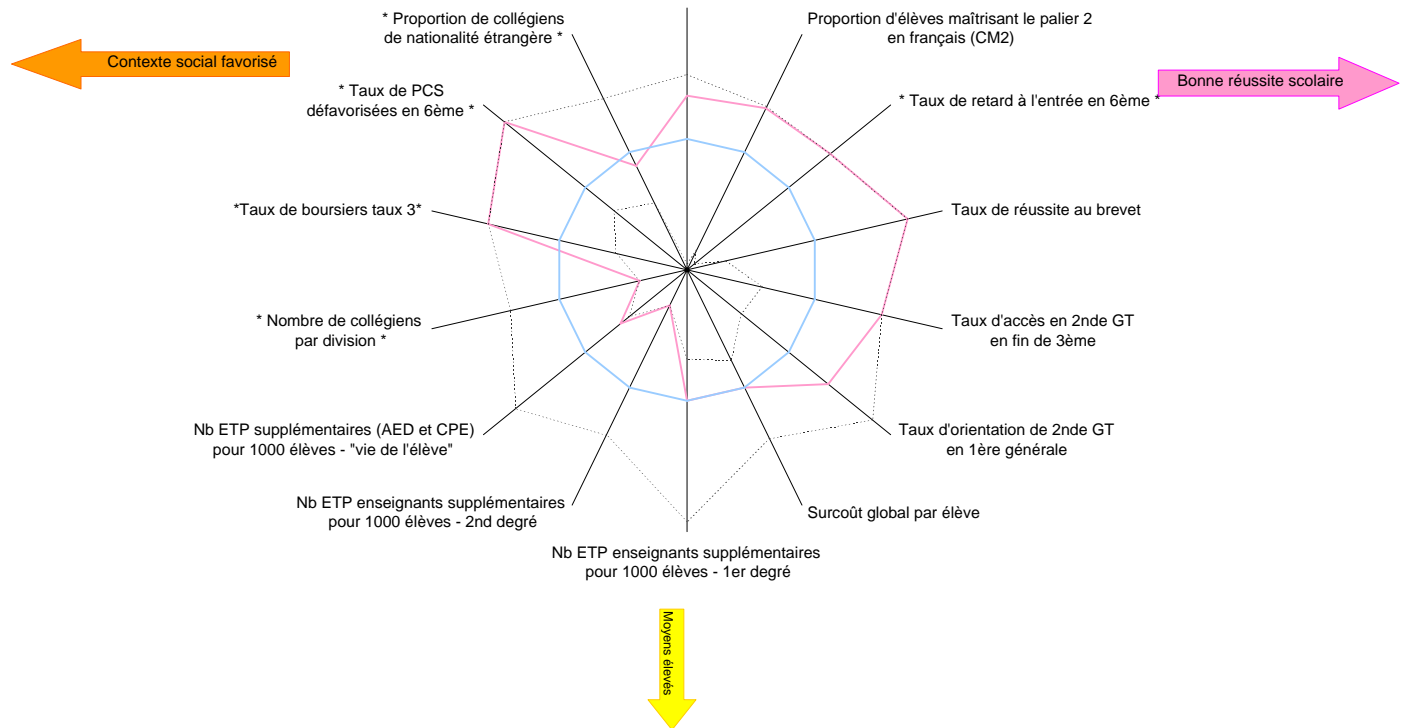 * Proportion de collégiens
de nationalité étrangère *
Proportion d'élèves maîtrisant le palier 2
en français (CM2)
Contexte social favorisé
Bonne réussite scolaire
* Taux de PCS
défavorisées en 6ème *
* Taux de retard à l'entrée en 6ème *
*Taux de boursiers taux 3*
Taux de réussite au brevet
* Nombre de collégiens
par division *
Taux d'accès en 2nde GT
en fin de 3ème
Nb ETP supplémentaires (AED et CPE)
pour 1000 élèves - "vie de l'élève"
Taux d'orientation de 2nde GT
en 1ère générale
Nb ETP enseignants supplémentaires
pour 1000 élèves - 2nd degré
Surcoût global par élève
Nb ETP enseignants supplémentaires
pour 1000 élèves - 1er degré
Moyens élevés